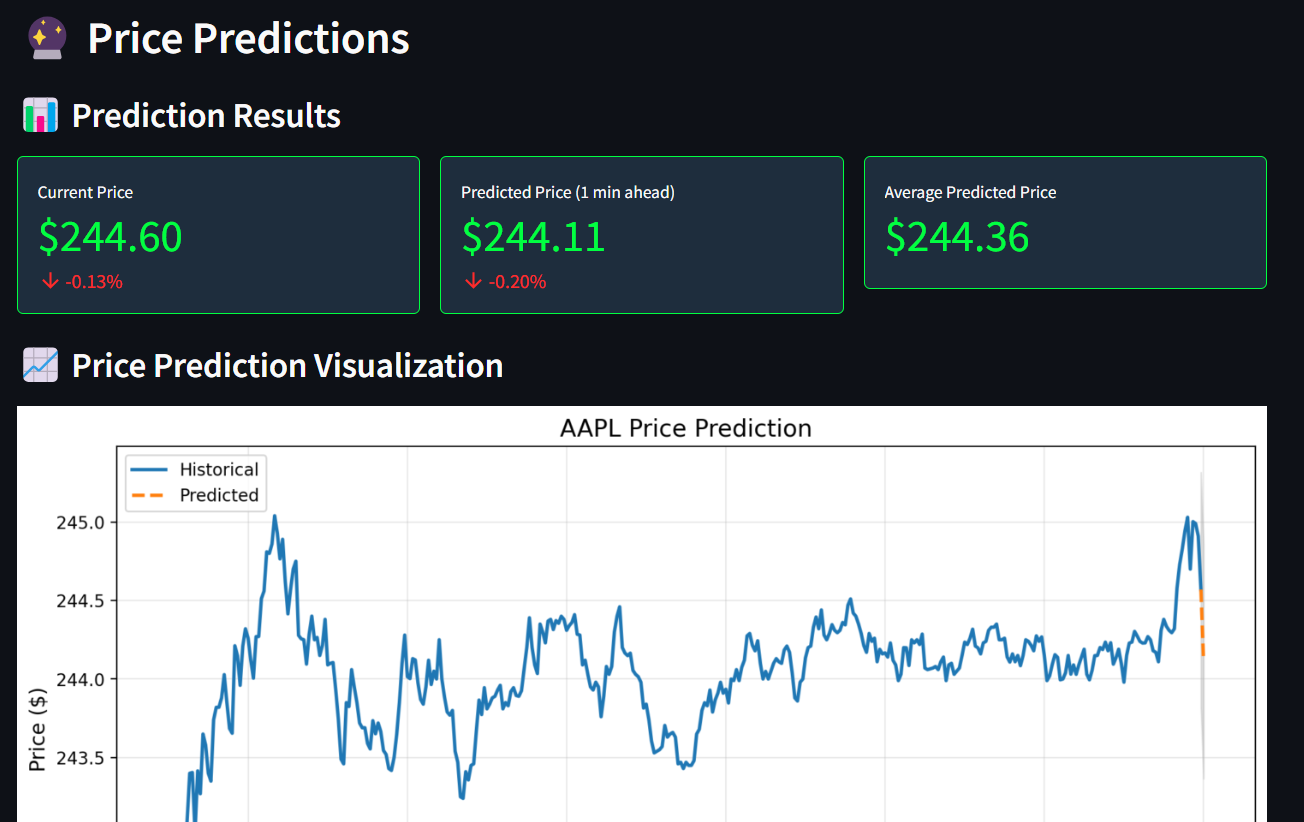 Price Predictions
Prediction Results
Current Price
$244.60
↓ -0.13%
Predicted Price (1 min ahead)
$244.11
↓ -0.20%
Average Predicted Price
$244.36
Price Prediction Visualization
AAPL Price Prediction
Historical
Predicted
245.0
244.5
244.0
243.5
Price ($)